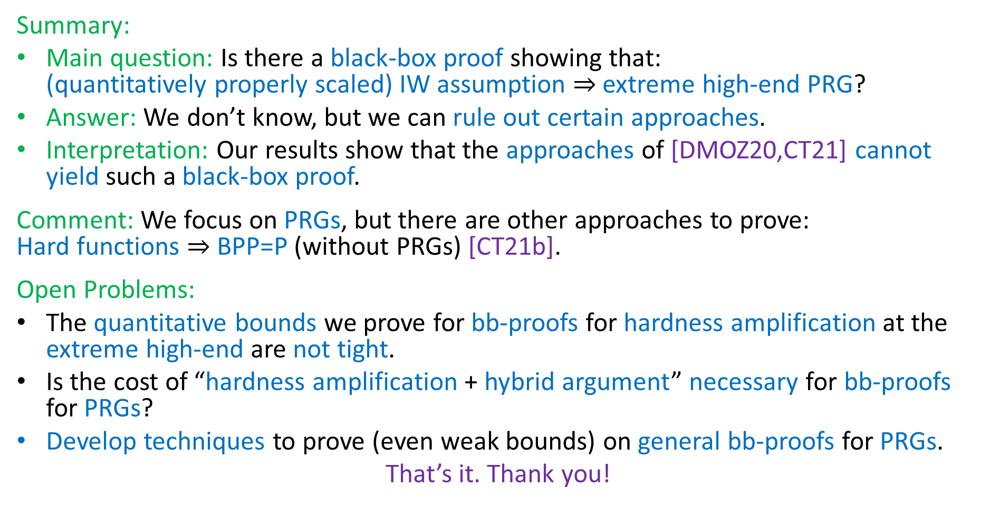 Summary:
• Main question: Is there a black-box proof showing that:
(quantitatively properly scaled) IW assumption ⇒ extreme high-end PRG?
• Answer: We don’t know, but we can rule out certain approaches.
• Interpretation: Our results show that the approaches of [DMOZ20,CT21] cannot
yield such a black-box proof.
Comment: We focus on PRGs, but there are other approaches to prove:
Hard functions ⇒ BPP=P (without PRGs) [CT21b].
Open Problems:
• The quantitative bounds we prove for bb-proofs for hardness amplification at the
extreme high-end are not tight.
• Is the cost of “hardness amplification + hybrid argument” necessary for bb-proofs
for PRGs?
• Develop techniques to prove (even weak bounds) on general bb-proofs for PRGs.
That’s it. Thank you!